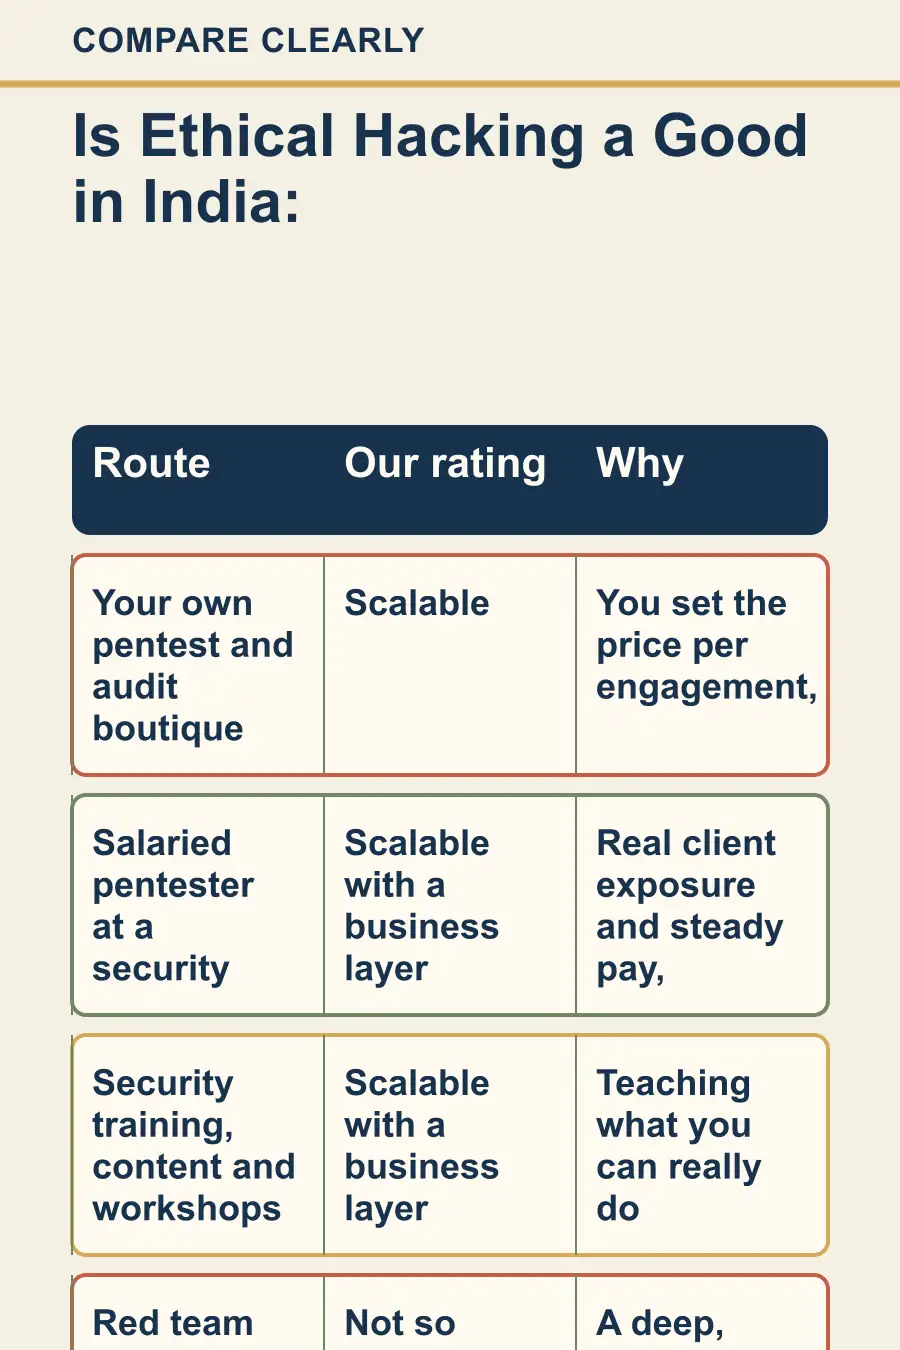 COMPARE CLEARLY
Is Ethical Hacking a Good
in India:
Route Our rating Why
Your own
pentest and
audit
boutique
Scalable
You set the
price per
engagement,
Salaried
pentester
at a
security
Scalable
with a
business
layer
Real client
exposure
and steady
pay,
Security
training,
content and
workshops
Scalable
with a
business
layer
Teaching
what you
can really
do
Red team
Not so
A deep,